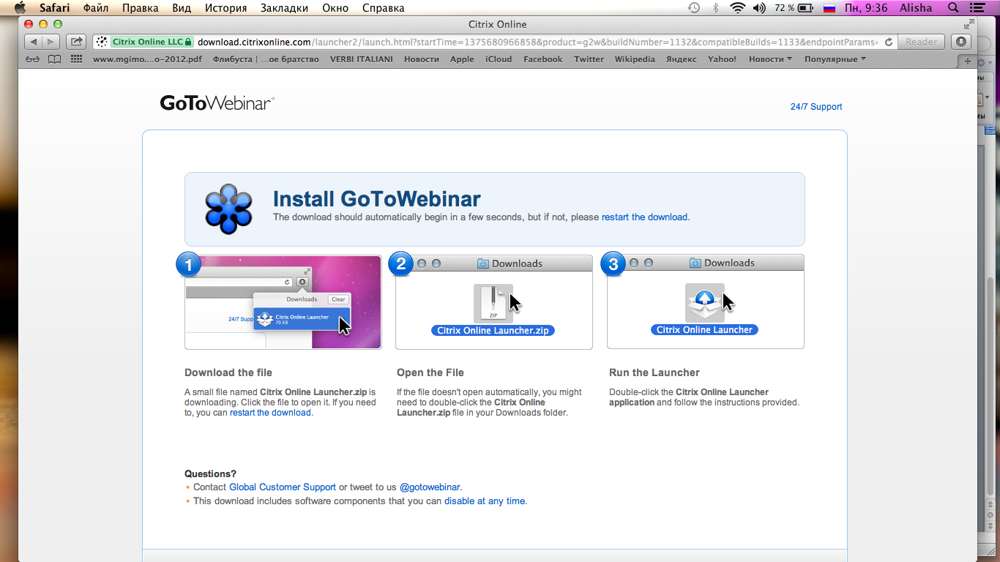 Safari Файл Правка Вид История Закладки Окно Справка 72 % Пн, 9:36 Alisha
Citrix Online
Citrix Online LLC download.citrixonline.com/launcher2/launch.html?startTime=1375680966858&product=g2w&buildNumber=1132&compatibleBuilds=1133&endpointParams= Reader
www.mgimo....o-2012.pdf Флибуста | ...ое братство VERBI ITALIANI Новости Apple iCloud Facebook Twitter Wikipedia Яндекс Yahoo! Новости Популярные
GoToWebinar
24/7 Support
Install GoToWebinar
The download should automatically begin in a few seconds, but if not, please restart the download.
1
Downloads Clear
24/7 Supp
Citrix Online Launcher
70 KB
2
Downloads
ZIP
Citrix Online Launcher.zip
3
Downloads
Citrix Online Launcher
Download the file
A small file named Citrix Online Launcher.zip is
downloading. Click the file to open it. If you need
to, you can restart the download.
Open the File
If the file doesn't open automatically, you might
need to double-click the Citrix Online
Launcher.zip file in your Downloads folder.
Run the Launcher
Double-click the Citrix Online Launcher
application and follow the instructions provided.
Questions?
• Contact Global Customer Support or tweet to us @gotowebinar.
• This download includes software components that you can disable at any time.